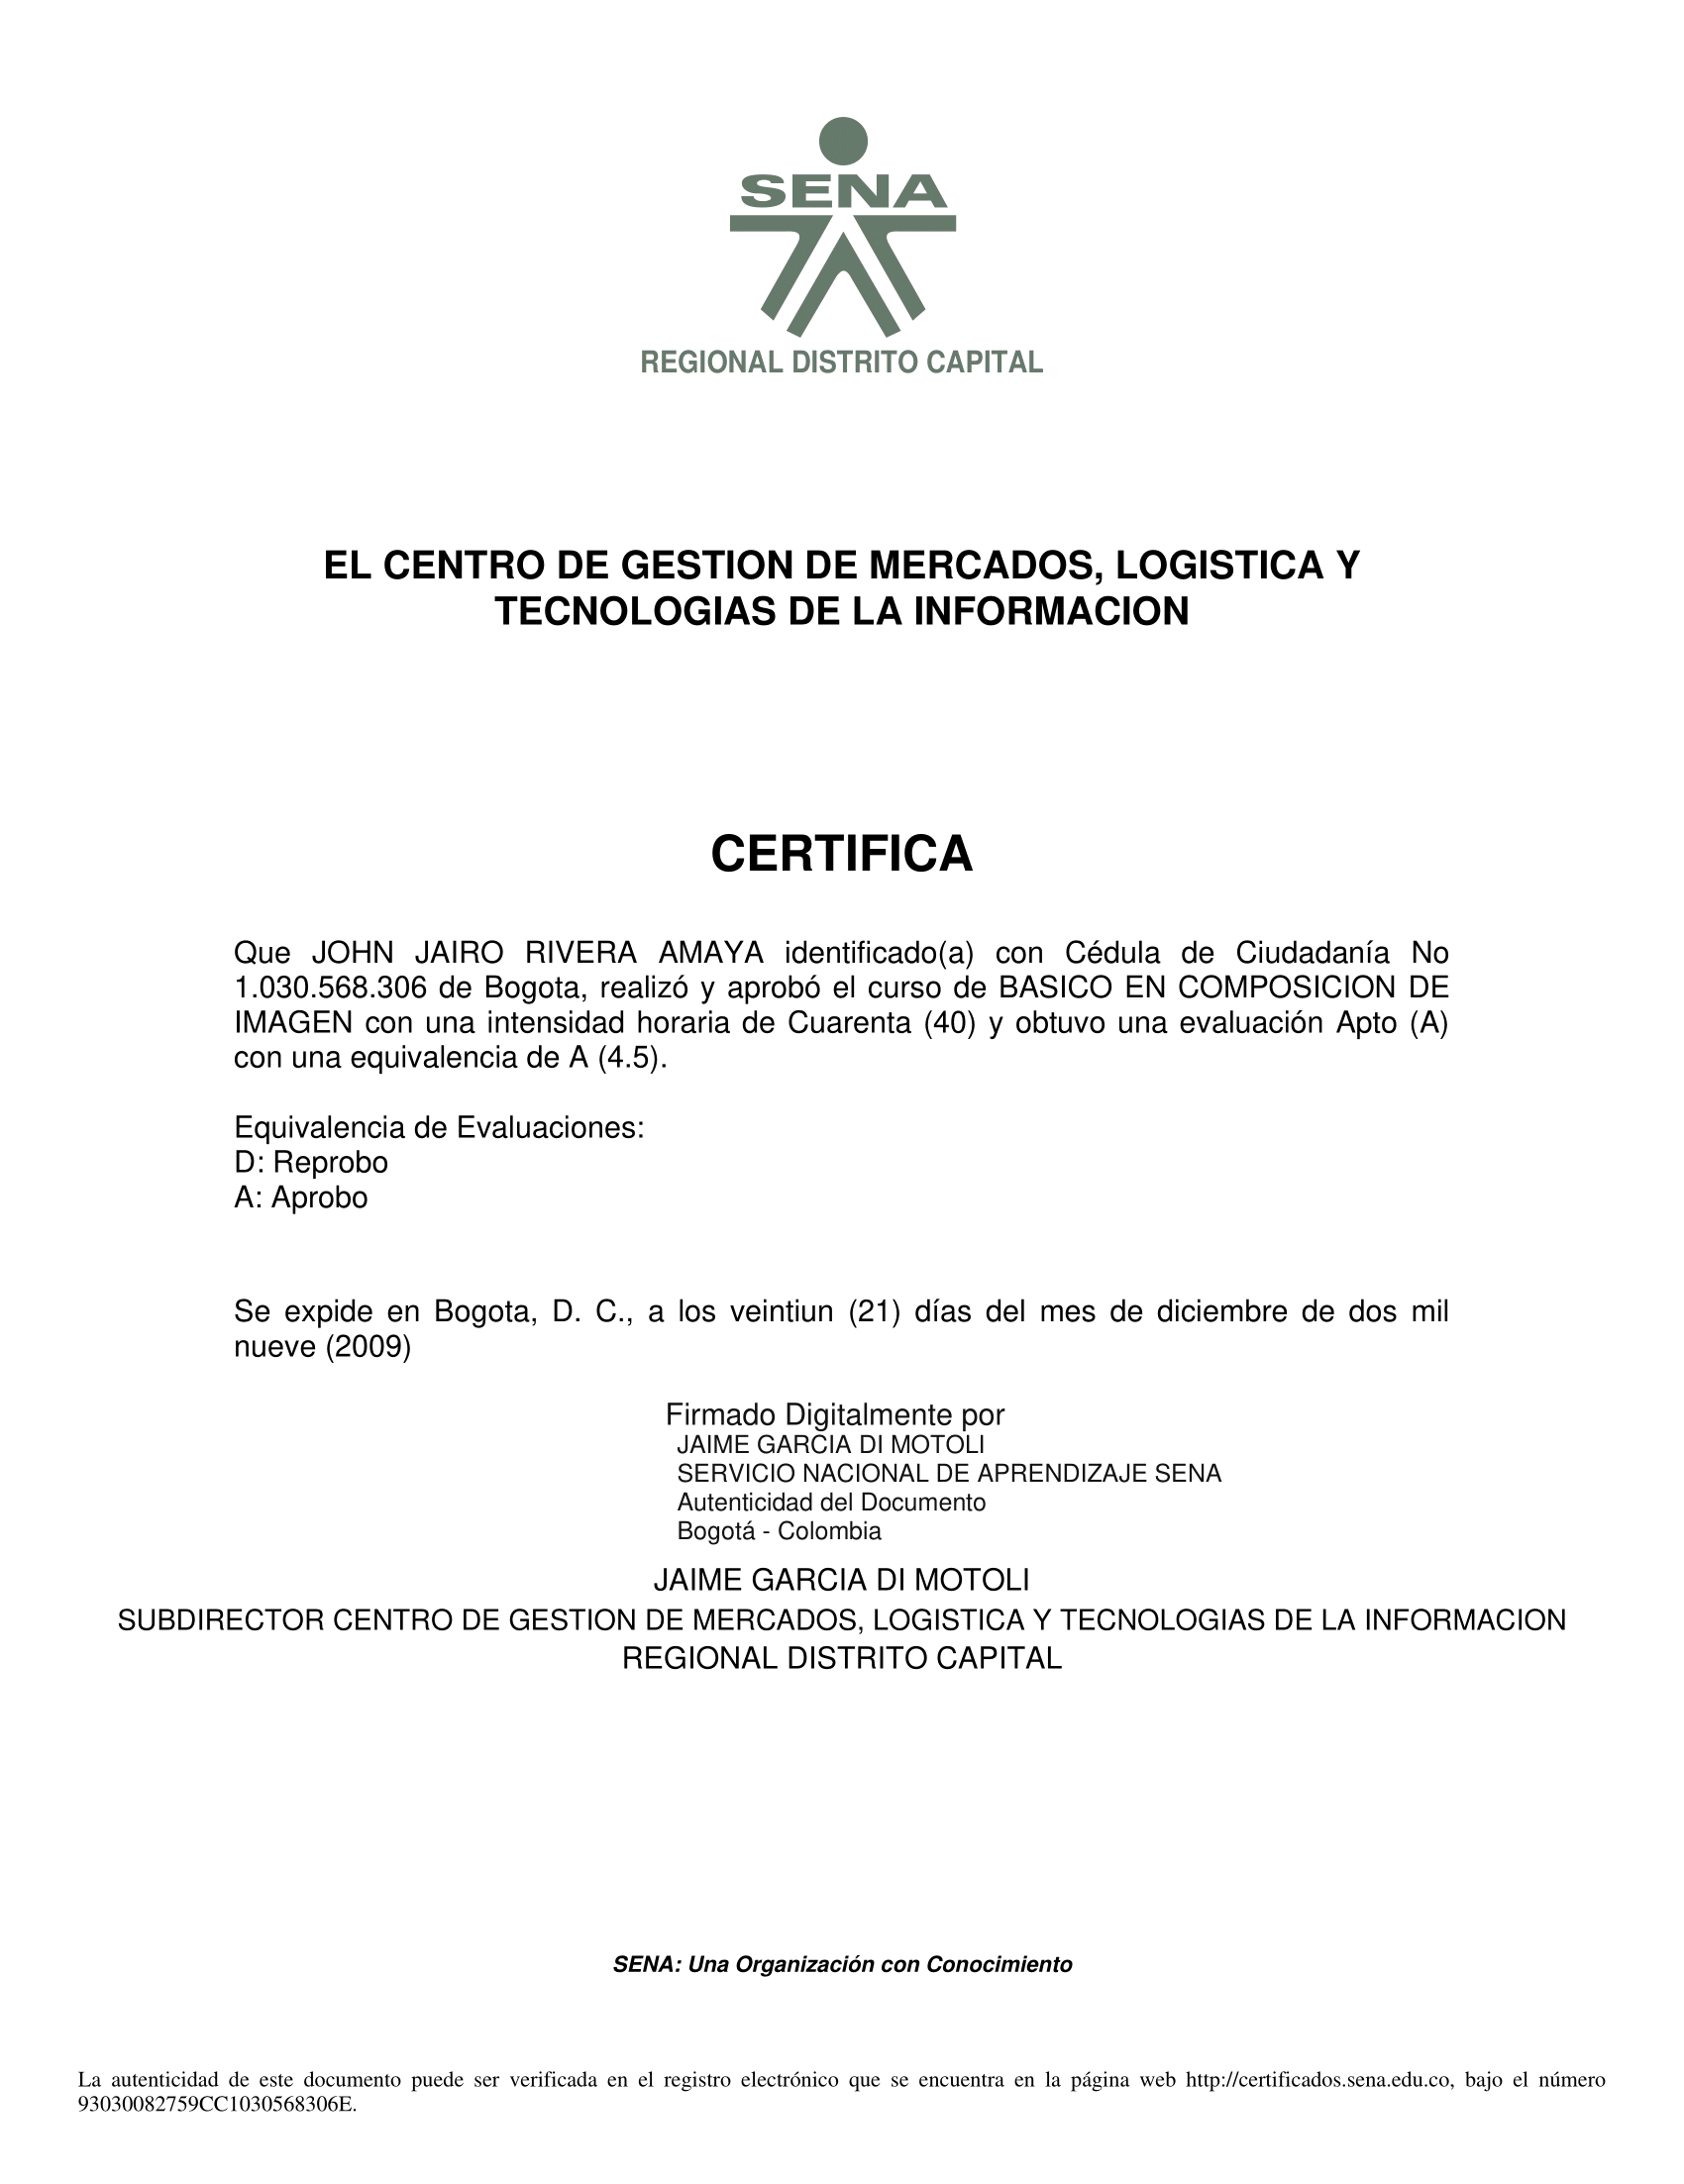 SENA
REGIONAL DISTRITO CAPITAL
EL CENTRO DE GESTION DE MERCADOS, LOGISTICA Y
TECNOLOGIAS DE LA INFORMACION
CERTIFICA
Que JOHN JAIRO RIVERA AMAYA identificado(a) con Cédula de Ciudadanía No
1.030.568.306 de Bogota, realizó y aprobó el curso de BASICO EN COMPOSICION DE
IMAGEN con una intensidad horaria de Cuarenta (40) y obtuvo una evaluación Apto (A)
con una equivalencia de A (4.5).
Equivalencia de Evaluaciones:
D: Reprobo
A: Aprobo
Se expide en Bogota, D. C., a los veintiun (21) días del mes de diciembre de dos mil
nueve (2009)
Firmado Digitalmente por
JAIME GARCIA DI MOTOLI
SERVICIO NACIONAL DE APRENDIZAJE SENA
Autenticidad del Documento
Bogotá - Colombia
JAIME GARCIA DI MOTOLI
SUBDIRECTOR CENTRO DE GESTION DE MERCADOS, LOGISTICA Y TECNOLOGIAS DE LA INFORMACION
REGIONAL DISTRITO CAPITAL
SENA: Una Organización con Conocimiento
La autenticidad de este documento puede ser verificada en el registro electrónico que se encuentra en la página web http://certificados.sena.edu.co, bajo el número
93030082759CC1030568306E.